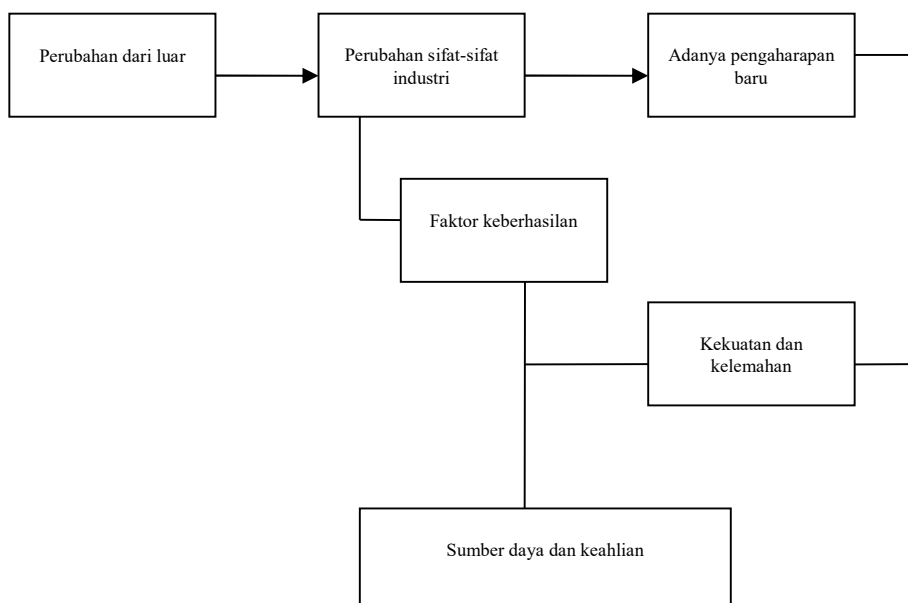 Perubahan dari luar
Perubahan sifat-sifat
industri
Adanya pengaharapan
baru
Faktor keberhasilan
Kekuatan dan
kelemahan
Sumber daya dan keahlian